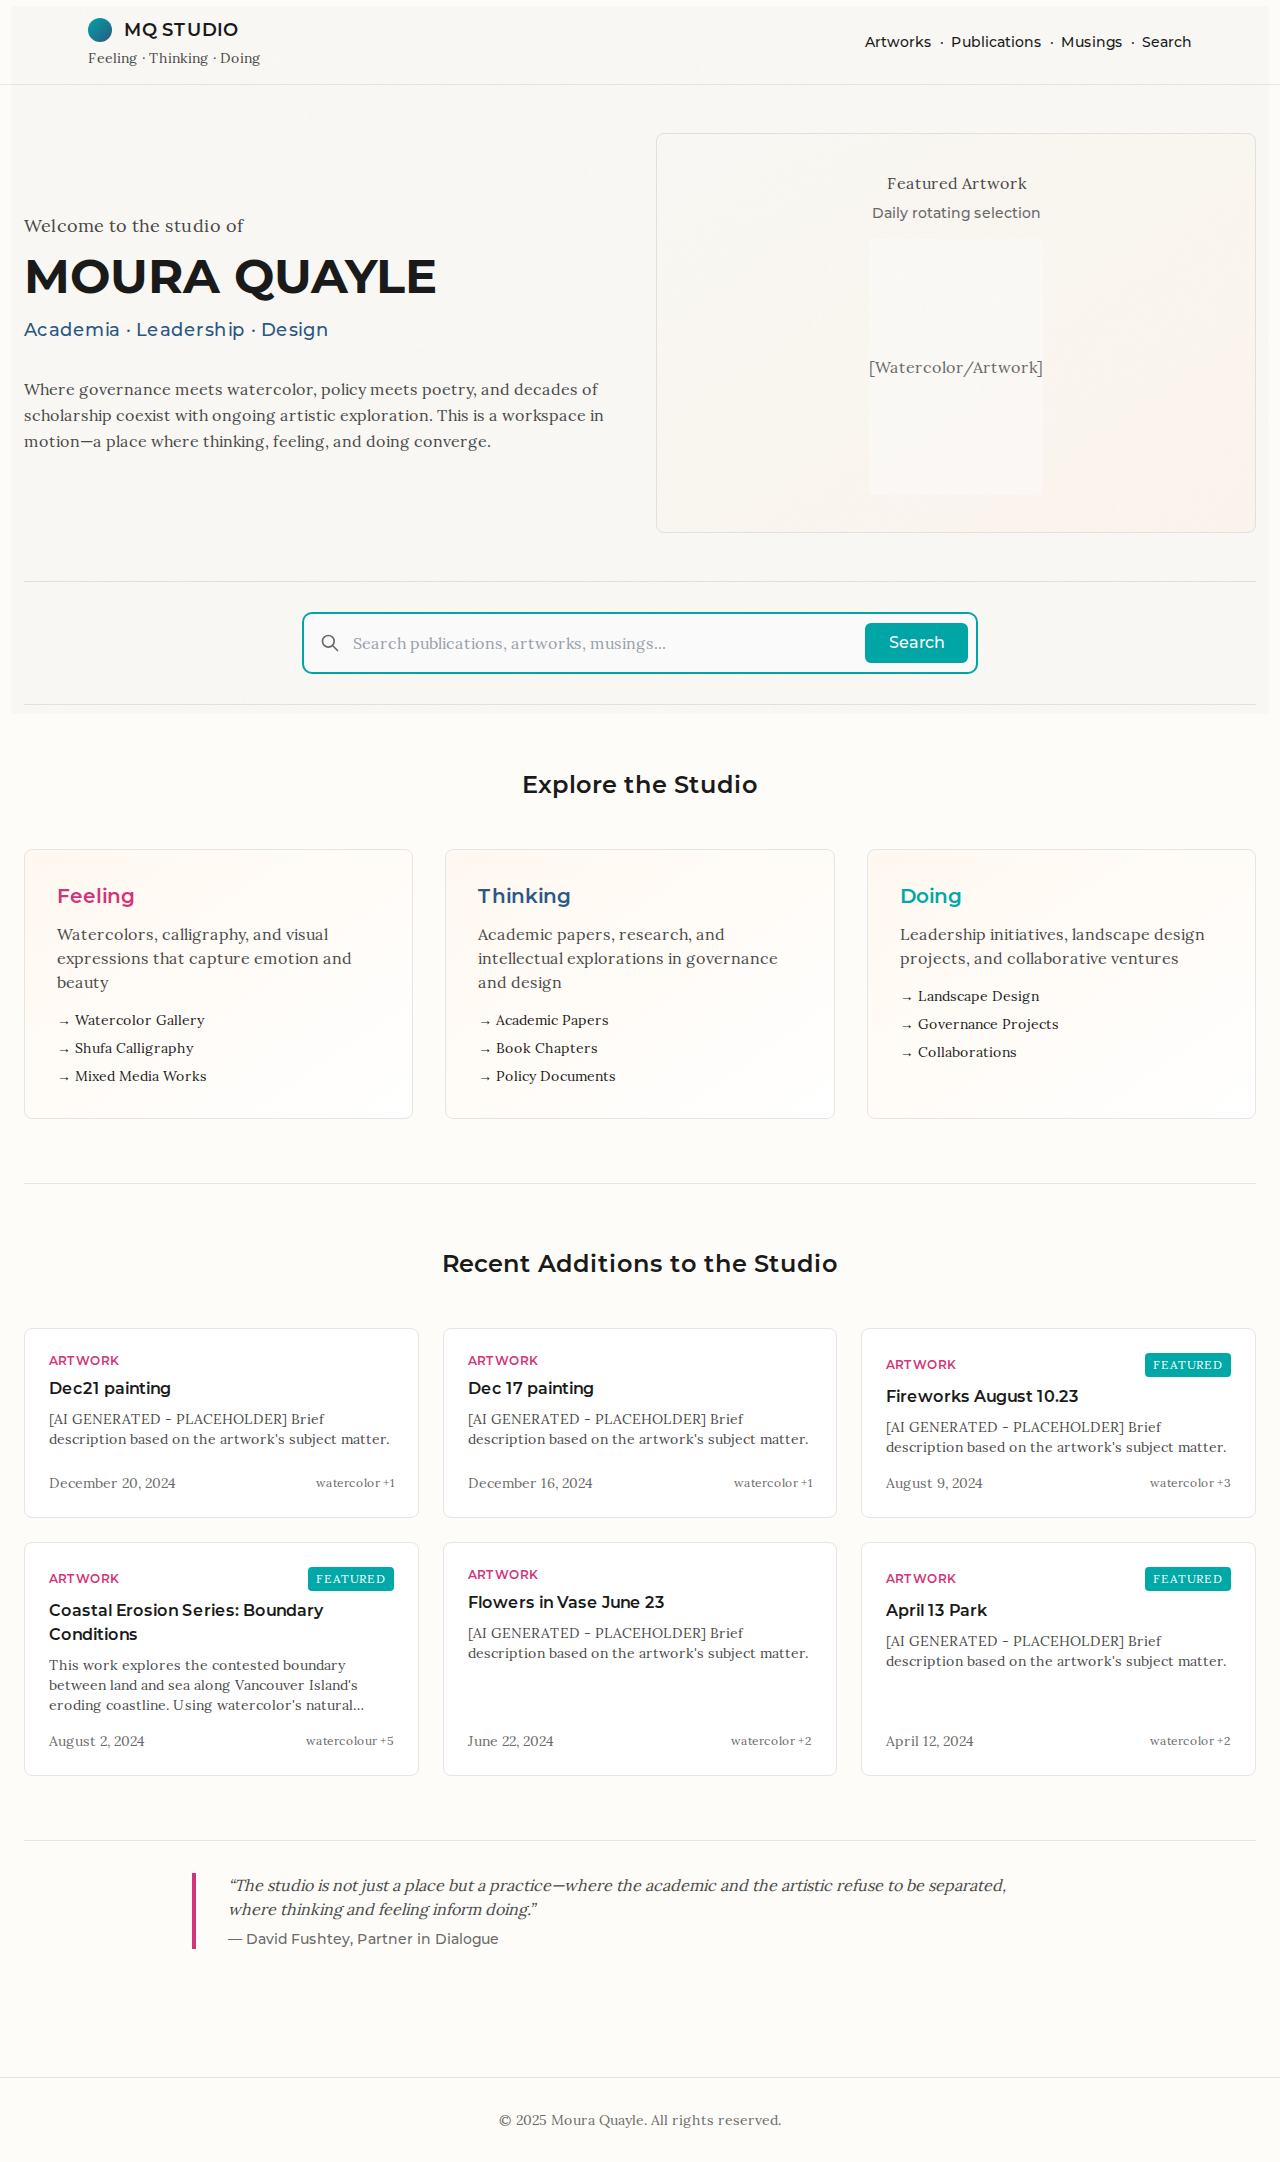 MQ STUDIO
Feeling · Thinking · Doing
Artworks · Publications · Musings · Search
Welcome to the studio of
MOURA QUAYLE
Academia · Leadership · Design
Where governance meets watercolor, policy meets poetry, and decades of
scholarship coexist with ongoing artistic exploration. This is a workspace in
motion—a place where thinking, feeling, and doing converge.
Featured Artwork
Daily rotating selection
[Watercolor/Artwork]
Search publications, artworks, musings...
Search
Explore the Studio
Feeling
Watercolors, calligraphy, and visual
expressions that capture emotion and
beauty
→ Watercolor Gallery
→ Shufa Calligraphy
→ Mixed Media Works
Thinking
Academic papers, research, and
intellectual explorations in governance
and design
→ Academic Papers
→ Book Chapters
→ Policy Documents
Doing
Leadership initiatives, landscape design
projects, and collaborative ventures
→ Landscape Design
→ Governance Projects
→ Collaborations
Recent Additions to the Studio
ARTWORK
Dec21 painting
[AI GENERATED - PLACEHOLDER] Brief
description based on the artwork's subject matter.
December 20, 2024
watercolor +1
ARTWORK
Dec 17 painting
[AI GENERATED - PLACEHOLDER] Brief
description based on the artwork's subject matter.
December 16, 2024
watercolor +1
ARTWORK
FEATURED
Fireworks August 10.23
[AI GENERATED - PLACEHOLDER] Brief
description based on the artwork's subject matter.
August 9, 2024
watercolor +3
ARTWORK
FEATURED
Coastal Erosion Series: Boundary
Conditions
This work explores the contested boundary
between land and sea along Vancouver Island's
eroding coastline. Using watercolor's natural...
August 2, 2024
watercolour +5
ARTWORK
Flowers in Vase June 23
[AI GENERATED - PLACEHOLDER] Brief
description based on the artwork's subject matter.
June 22, 2024
watercolor +2
ARTWORK
FEATURED
April 13 Park
[AI GENERATED - PLACEHOLDER] Brief
description based on the artwork's subject matter.
April 12, 2024
watercolor +2
“The studio is not just a place but a practice—where the academic and the artistic refuse to be separated,
where thinking and feeling inform doing.”
— David Fushtey, Partner in Dialogue
© 2025 Moura Quayle. All rights reserved.